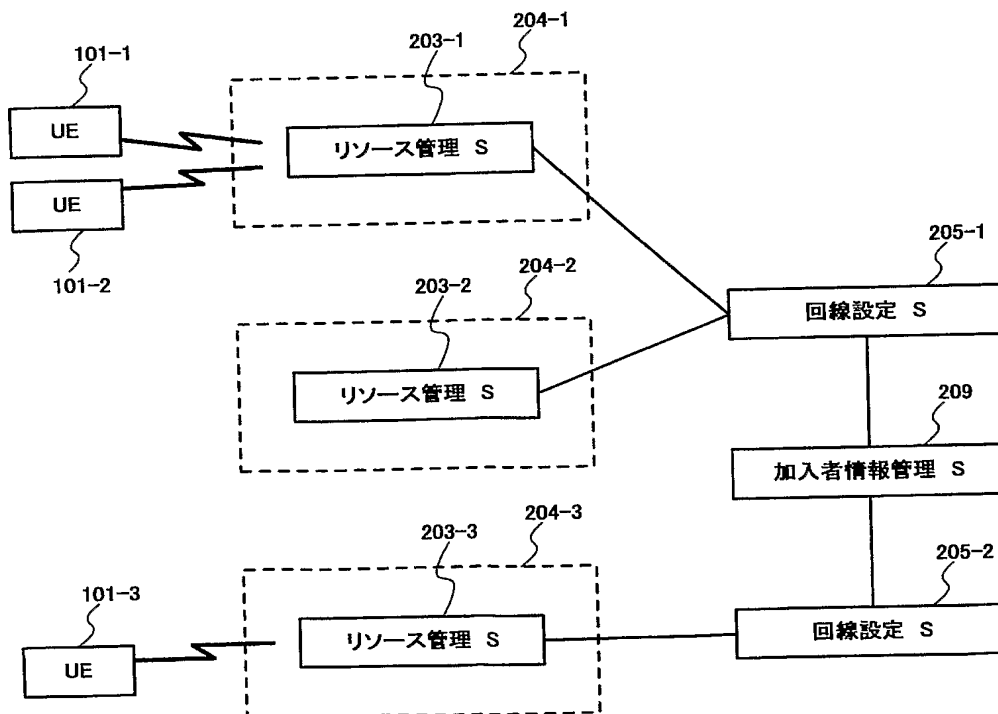 204-1
203-1
101-1
UE
リソース管理 S
UE
101-2
205-1
204-2
203-2
回線設定 S
リソース管理 S
209
加入者情報管理 S
204-3
203-3
205-2
101-3
リソース管理 S
回線設定 S
UE